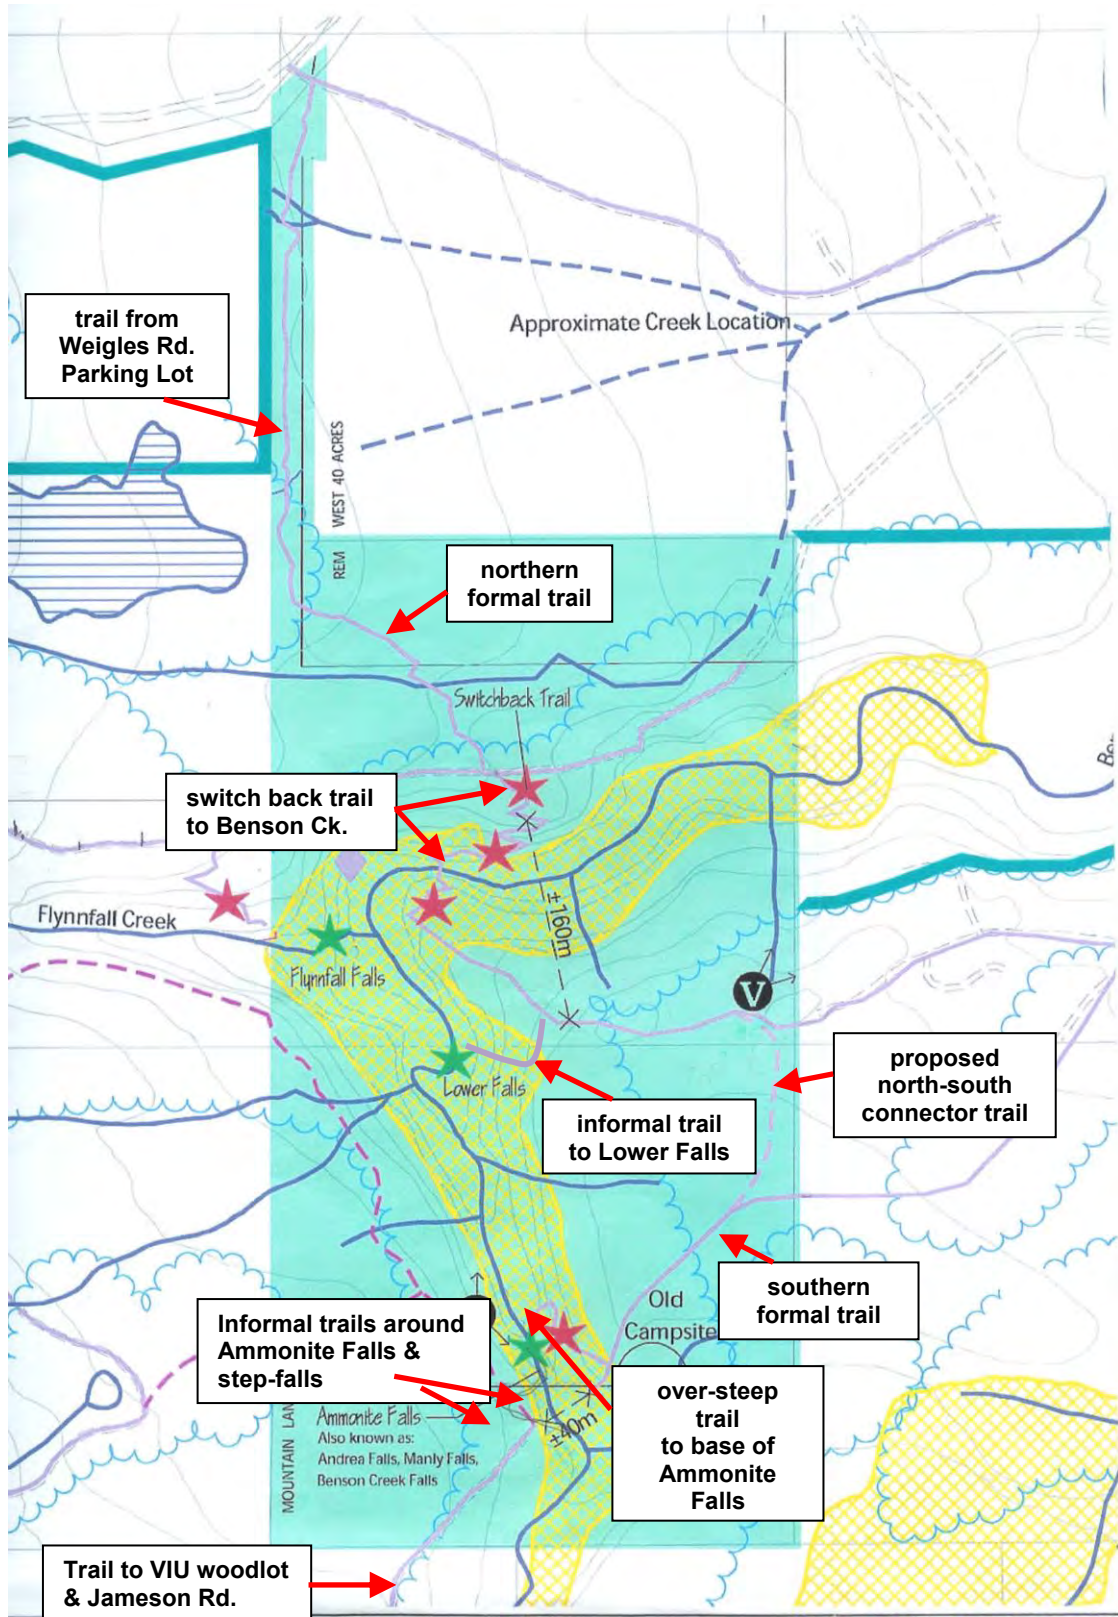 trail from
Weigles Rd.
Parking Lot
Approximate Creek Location
REM WEST 40 ACRES
northern
formal trail
Switchback Trail
switch back trail
to Benson Ck.
±160m
Flynnfall Creek
Flynnfall Falls
V
Lower Falls
proposed
north-south
connector trail
informal trail
to Lower Falls
southern
formal trail
Old
Campsite
Informal trails around
Ammonite Falls &
step-falls
over-steep
trail
to base of
Ammonite
Falls
±40m
Ammonite Falls
Also known as:
Andrea Falls, Manly Falls,
Benson Creek Falls
MOUNTAIN LAN
Trail to VIU woodlot
& Jameson Rd.